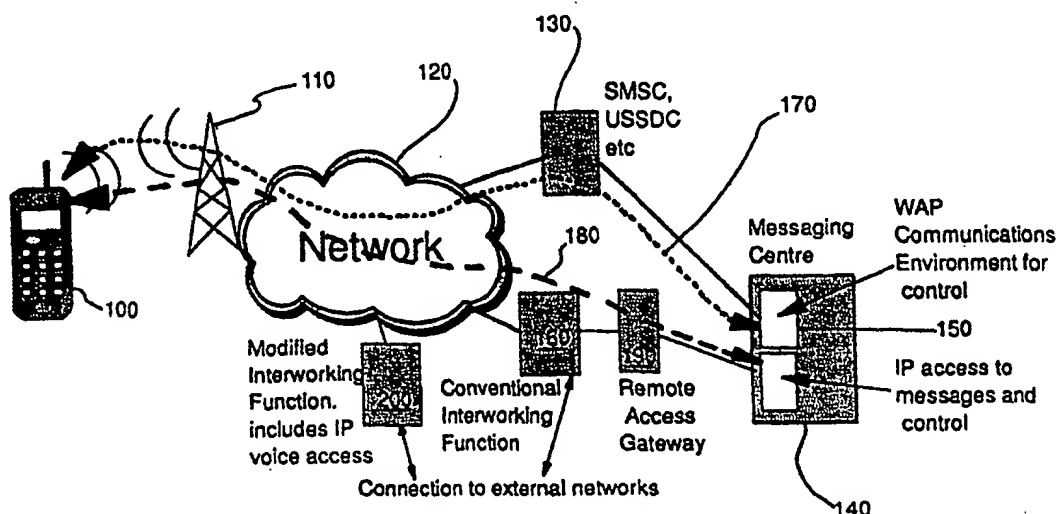 130
110
120
SMSC,
USSDC
etc
170
WAP
Communications
Environment for
control
Messaging
Centre
Network
180
100
150
160
200
Modified
Interworking
Function.
includes IP
voice access
Conventional
Interworking
Function
Remote
Access
Gateway
IP access to
messages and
control
Connection to external networks
140